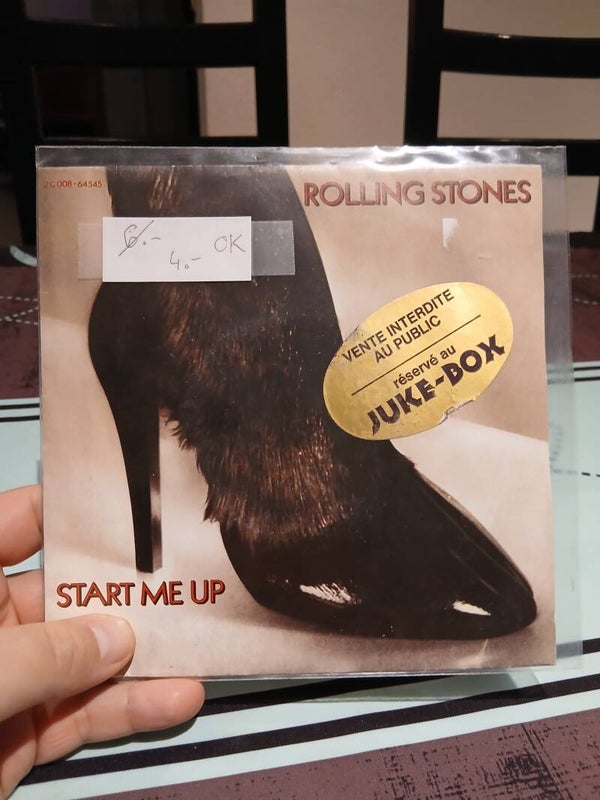 2C 008-64545
ROLLING STONES
6.-
4.- OK
VENTE INTERDITE
AU PUBLIC
réservé au
JUKE-BOX
START ME UP